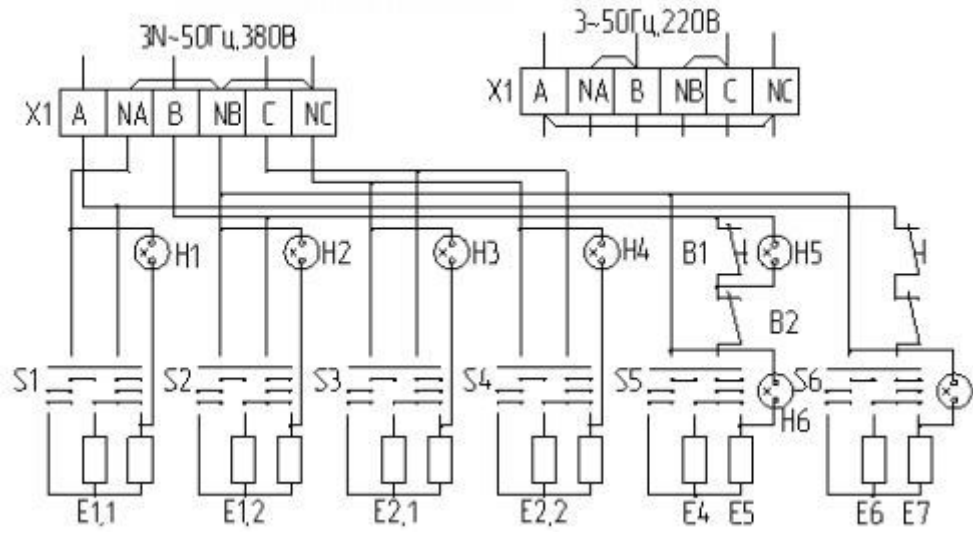 3N~50Гц,380В
3~50Гц,220В
X1 A NA B NB C NC
X1 A NA B NB C NC
H1 H2 H3 H4 B1 H5
B2
S1 S2 S3 S4 S5 S6
H6
E1,1 E1,2 E2,1 E2,2 E4 E5 E6 E7